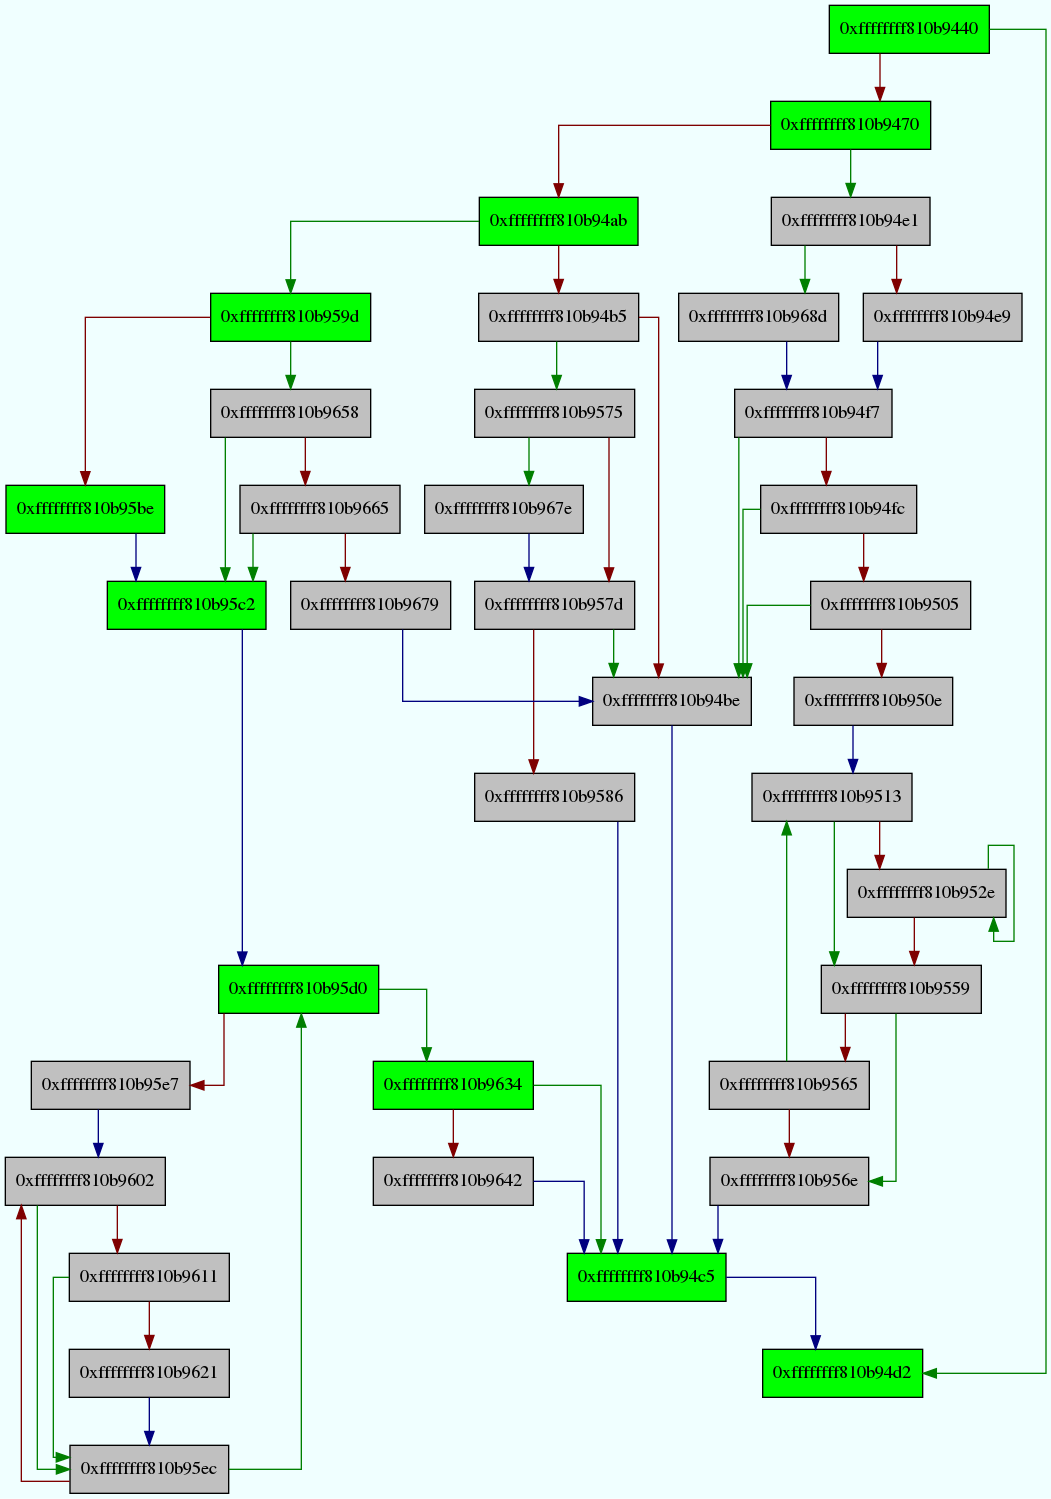 0xffffffff810b9440
0xffffffff810b9470
0xffffffff810b94ab
0xffffffff810b94e1
0xffffffff810b959d
0xffffffff810b94b5
0xffffffff810b968d
0xffffffff810b94e9
0xffffffff810b9658
0xffffffff810b9575
0xffffffff810b94f7
0xffffffff810b95be
0xffffffff810b9665
0xffffffff810b967e
0xffffffff810b94fc
0xffffffff810b95c2
0xffffffff810b9679
0xffffffff810b957d
0xffffffff810b9505
0xffffffff810b94be
0xffffffff810b950e
0xffffffff810b9586
0xffffffff810b9513
0xffffffff810b952e
0xffffffff810b95d0
0xffffffff810b9559
0xffffffff810b95e7
0xffffffff810b9634
0xffffffff810b9565
0xffffffff810b9602
0xffffffff810b9642
0xffffffff810b956e
0xffffffff810b9611
0xffffffff810b94c5
0xffffffff810b9621
0xffffffff810b94d2
0xffffffff810b95ec